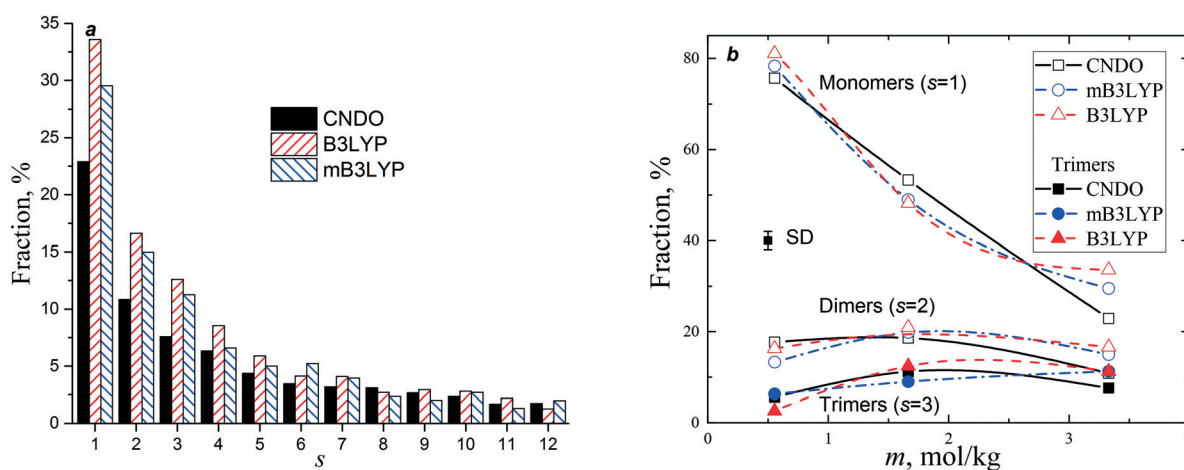 a
35
30
25
20
15
10
5
0
Fraction, %
CNDO
B3LYP
mB3LYP
1 2 3 4 5 6 7 8 9 10 11 12
s
b
80
60
40
20
0
Fraction, %
Monomers (s=1)
CNDO
mB3LYP
B3LYP
Trimers
CNDO
mB3LYP
B3LYP
SD
Dimers (s=2)
Trimers (s=3)
0 1 2 3
m, mol/kg